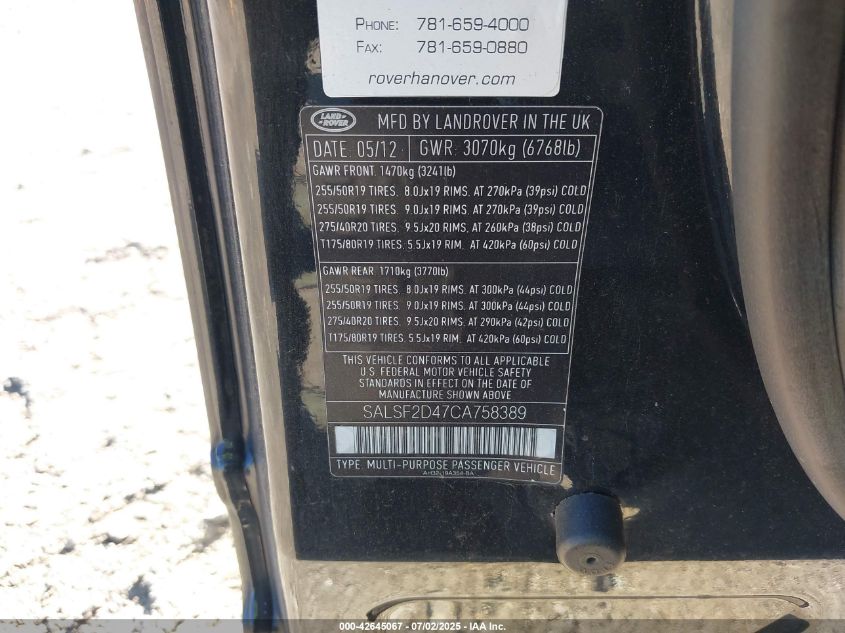 PHONE: 781-659-4000
FAX: 781-659-0880
roverhanover.com
LAND ROVER
MFD BY LANDROVER IN THE UK
DATE: 05/12 GWR: 3070kg (6768lb)
GAWR FRONT. 1470kg (3241lb)
255/50R19 TIRES. 8.0Jx19 RIMS. AT 270kPa (39psi) COLD
255/50R19 TIRES. 9.0Jx19 RIMS. AT 270kPa (39psi) COLD
275/40R20 TIRES. 9.5Jx20 RIMS. AT 260kPa (38psi) COLD
T175/80R19 TIRES. 5.5Jx19 RIM. AT 420kPa (60psi) COLD
GAWR REAR. 1710kg (3770lb)
255/50R19 TIRES. 8.0Jx19 RIMS. AT 300kPa (44psi) COLD
255/50R19 TIRES. 9.0Jx19 RIMS. AT 300kPa (44psi) COLD
275/40R20 TIRES. 9.5Jx20 RIMS. AT 290kPa (42psi) COLD
T175/80R19 TIRES. 5.5Jx19 RIM. AT 420kPa (60psi) COLD
THIS VEHICLE CONFORMS TO ALL APPLICABLE
U.S. FEDERAL MOTOR VEHICLE SAFETY
STANDARDS IN EFFECT ON THE DATE OF
MANUFACTURE SHOWN ABOVE
SALSF2D47CA758389
TYPE. MULTI-PURPOSE PASSENGER VEHICLE
000-42645067 - 07/02/2025 - IAA Inc.